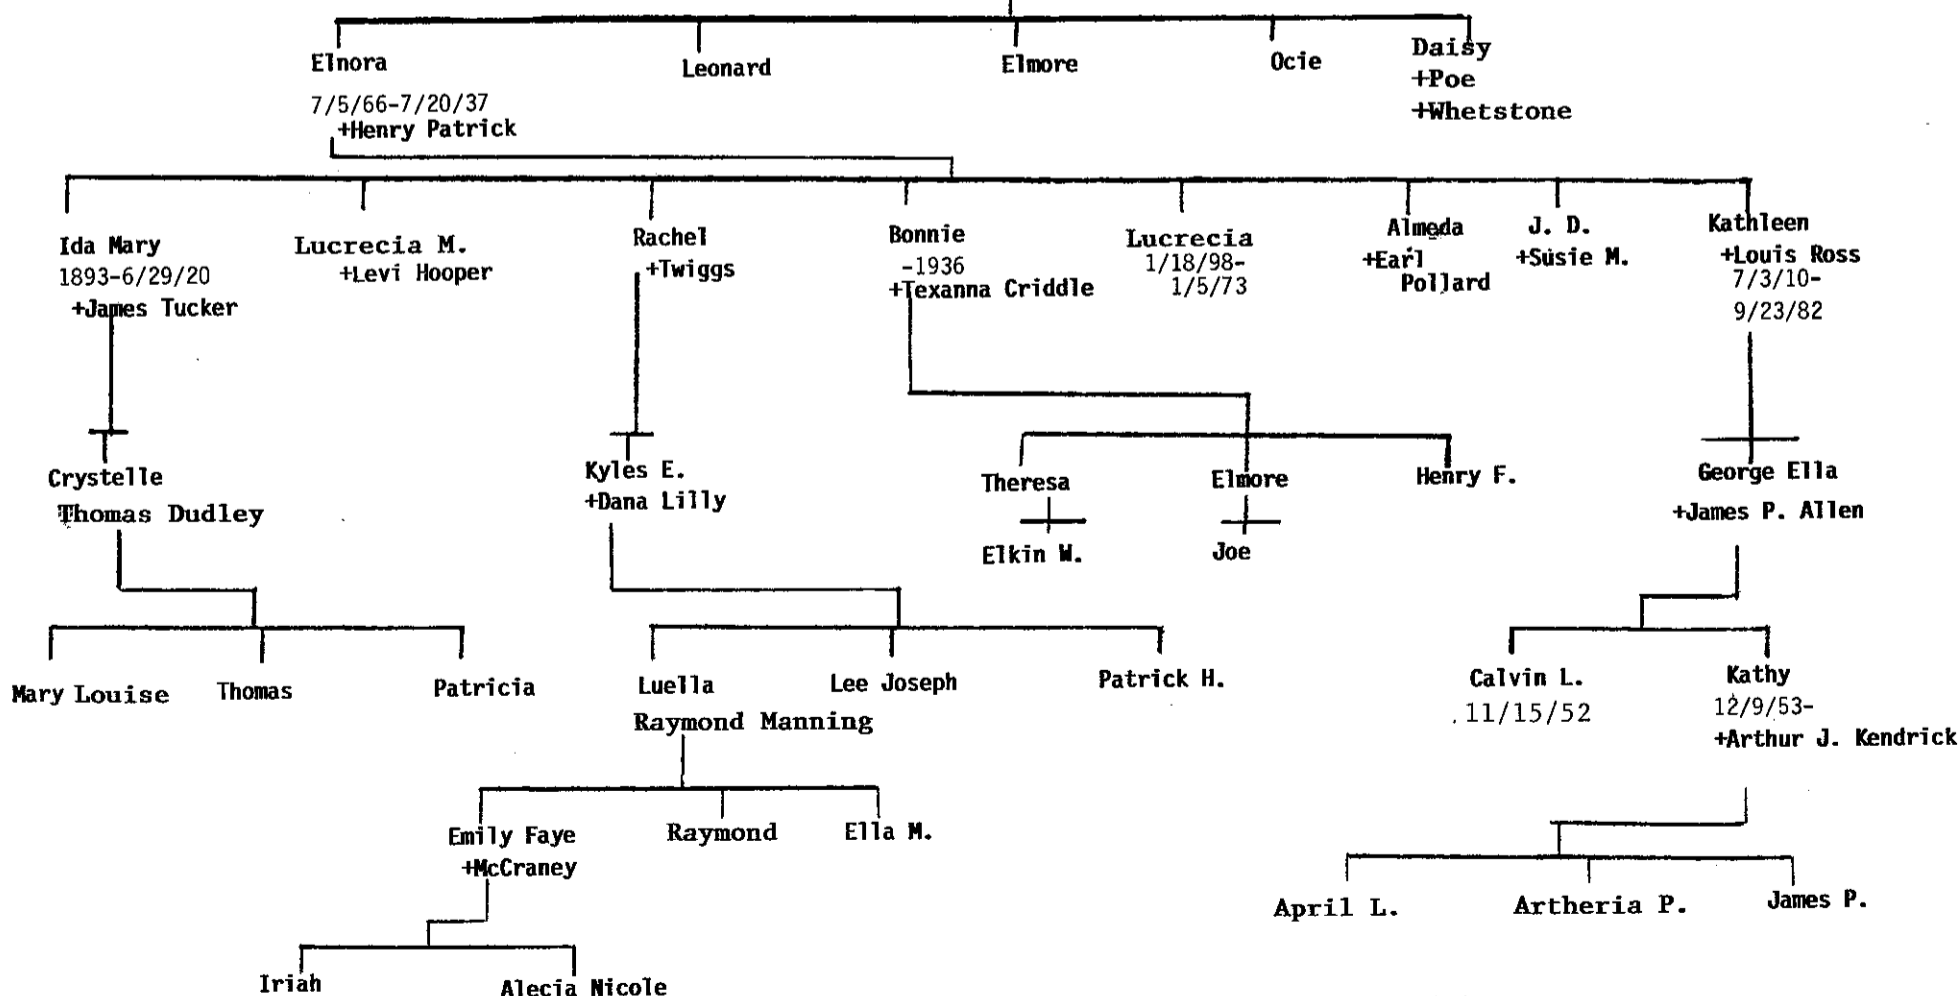 Elnora
7/5/66-7/20/37
+Henry Patrick
Leonard
Elmore
Ocie
Daisy
+Poe
+Whetstone
Ida Mary
1893-6/29/20
+James Tucker
Lucrecia M.
+Levi Hooper
Rachel
+Twiggs
Bonnie
-1936
+Texanna Criddle
Lucrecia
1/18/98-
1/5/73
Almeda
+Earl
Pollard
J. D.
+Susie M.
Kathleen
+Louis Ross
7/3/10-
9/23/82
Crystelle
Thomas Dudley
Kyles E.
+Dana Lilly
Theresa
Elmore
Henry F.
George Ella
+James P. Allen
Elkin W.
Joe
Mary Louise
Thomas
Patricia
Luella
Raymond Manning
Lee Joseph
Patrick H.
Calvin L.
11/15/52
Kathy
12/9/53-
+Arthur J. Kendrick
Emily Faye
+McCraney
Raymond
Ella M.
April L.
Artheria P.
James P.
Iriah
Alecia Nicole